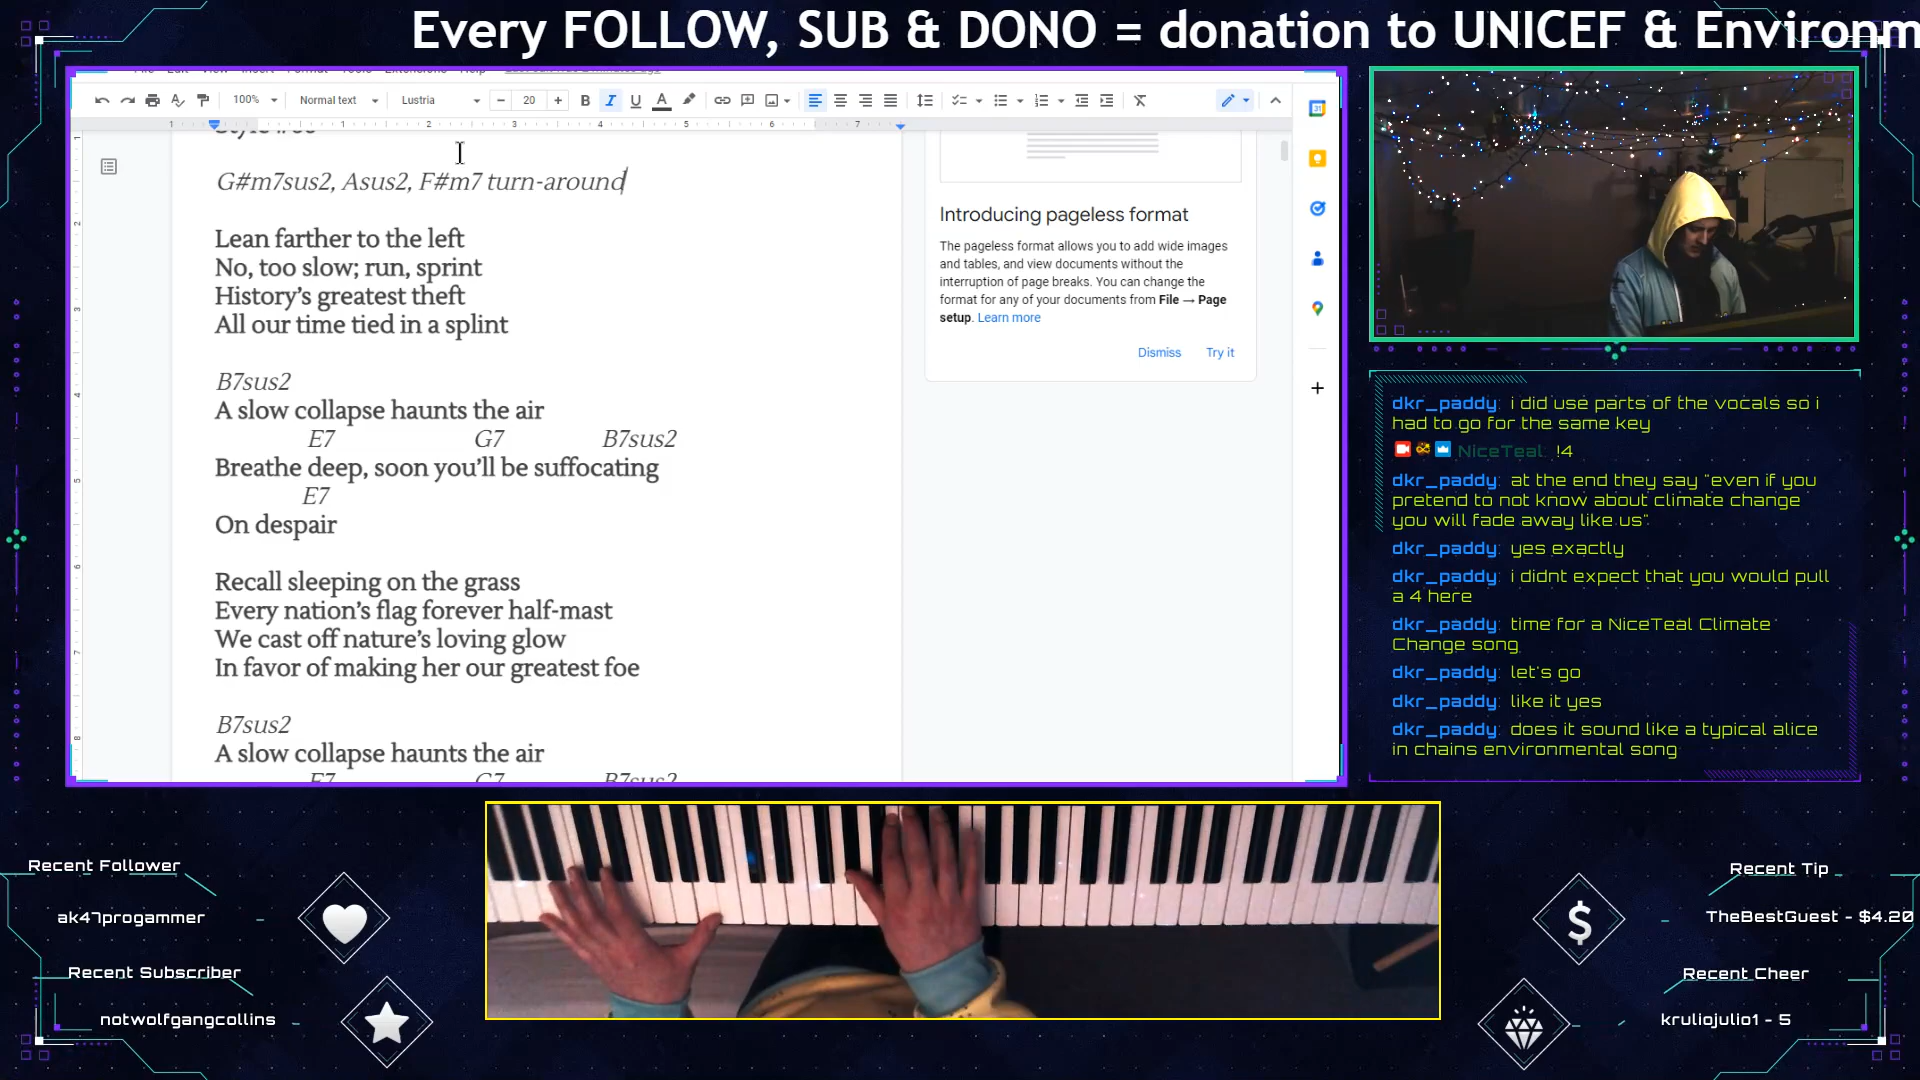 Every FOLLOW, SUB & DONO = donation to UNICEF & Environm
100%
Normal text
Lustria
20
B
I
U
A
G#m7sus2, Asus2, F#m7 turn-around
Lean farther to the left
No, too slow; run, sprint
History’s greatest theft
All our time tied in a splint
B7sus2
A slow collapse haunts the air
E7 G7 B7sus2
Breathe deep, soon you’ll be suffocating
E7
On despair
Recall sleeping on the grass
Every nation’s flag forever half-mast
We cast off nature’s loving glow
In favor of making her our greatest foe
B7sus2
A slow collapse haunts the air
E7 G7 B7sus2
Introducing pageless format
The pageless format allows you to add wide images
and tables, and view documents without the
interruption of page breaks. You can change the
format for any of your documents from File → Page
setup. Learn more
Dismiss Try it
dkr_paddy: i did use parts of the vocals so i
had to go for the same key
NiceTeal: !4
dkr_paddy: at the end they say "even if you
pretend to not know about climate change
you will fade away like us"
dkr_paddy: yes exactly
dkr_paddy: i didnt expect that you would pull
a 4 here
dkr_paddy: time for a NiceTeal Climate
Change song
dkr_paddy: let's go
dkr_paddy: like it yes
dkr_paddy: does it sound like a typical alice
in chains environmental song
Recent Follower
ak47progammer
Recent Subscriber
notwolfgangcollins
Recent Tip
TheBestGuest - $4.20
Recent Cheer
kruliojulio1 - 5